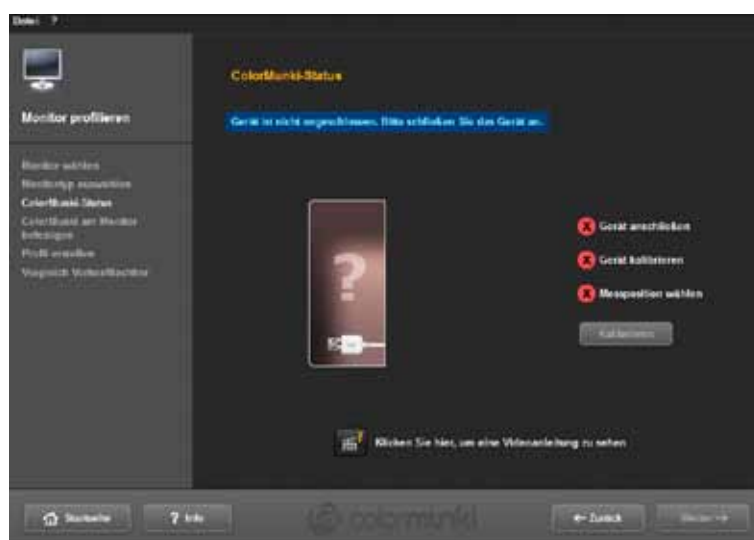 Datei ?
Monitor profilieren
Monitor wählen
Monitortyp auswählen
ColorMunki-Status
ColorMunki am Monitor
befestigen
Profil erstellen
Vergleich Vorher/Nachher
ColorMunki-Status
Gerät ist nicht angeschlossen. Bitte schließen Sie das Gerät an.
?
Gerät anschließen
Gerät kalibrieren
Messposition wählen
Kalibrieren
Klicken Sie hier, um eine Videoanleitung zu sehen
Startseite
? Info
colormunki
Zurück
Weiter